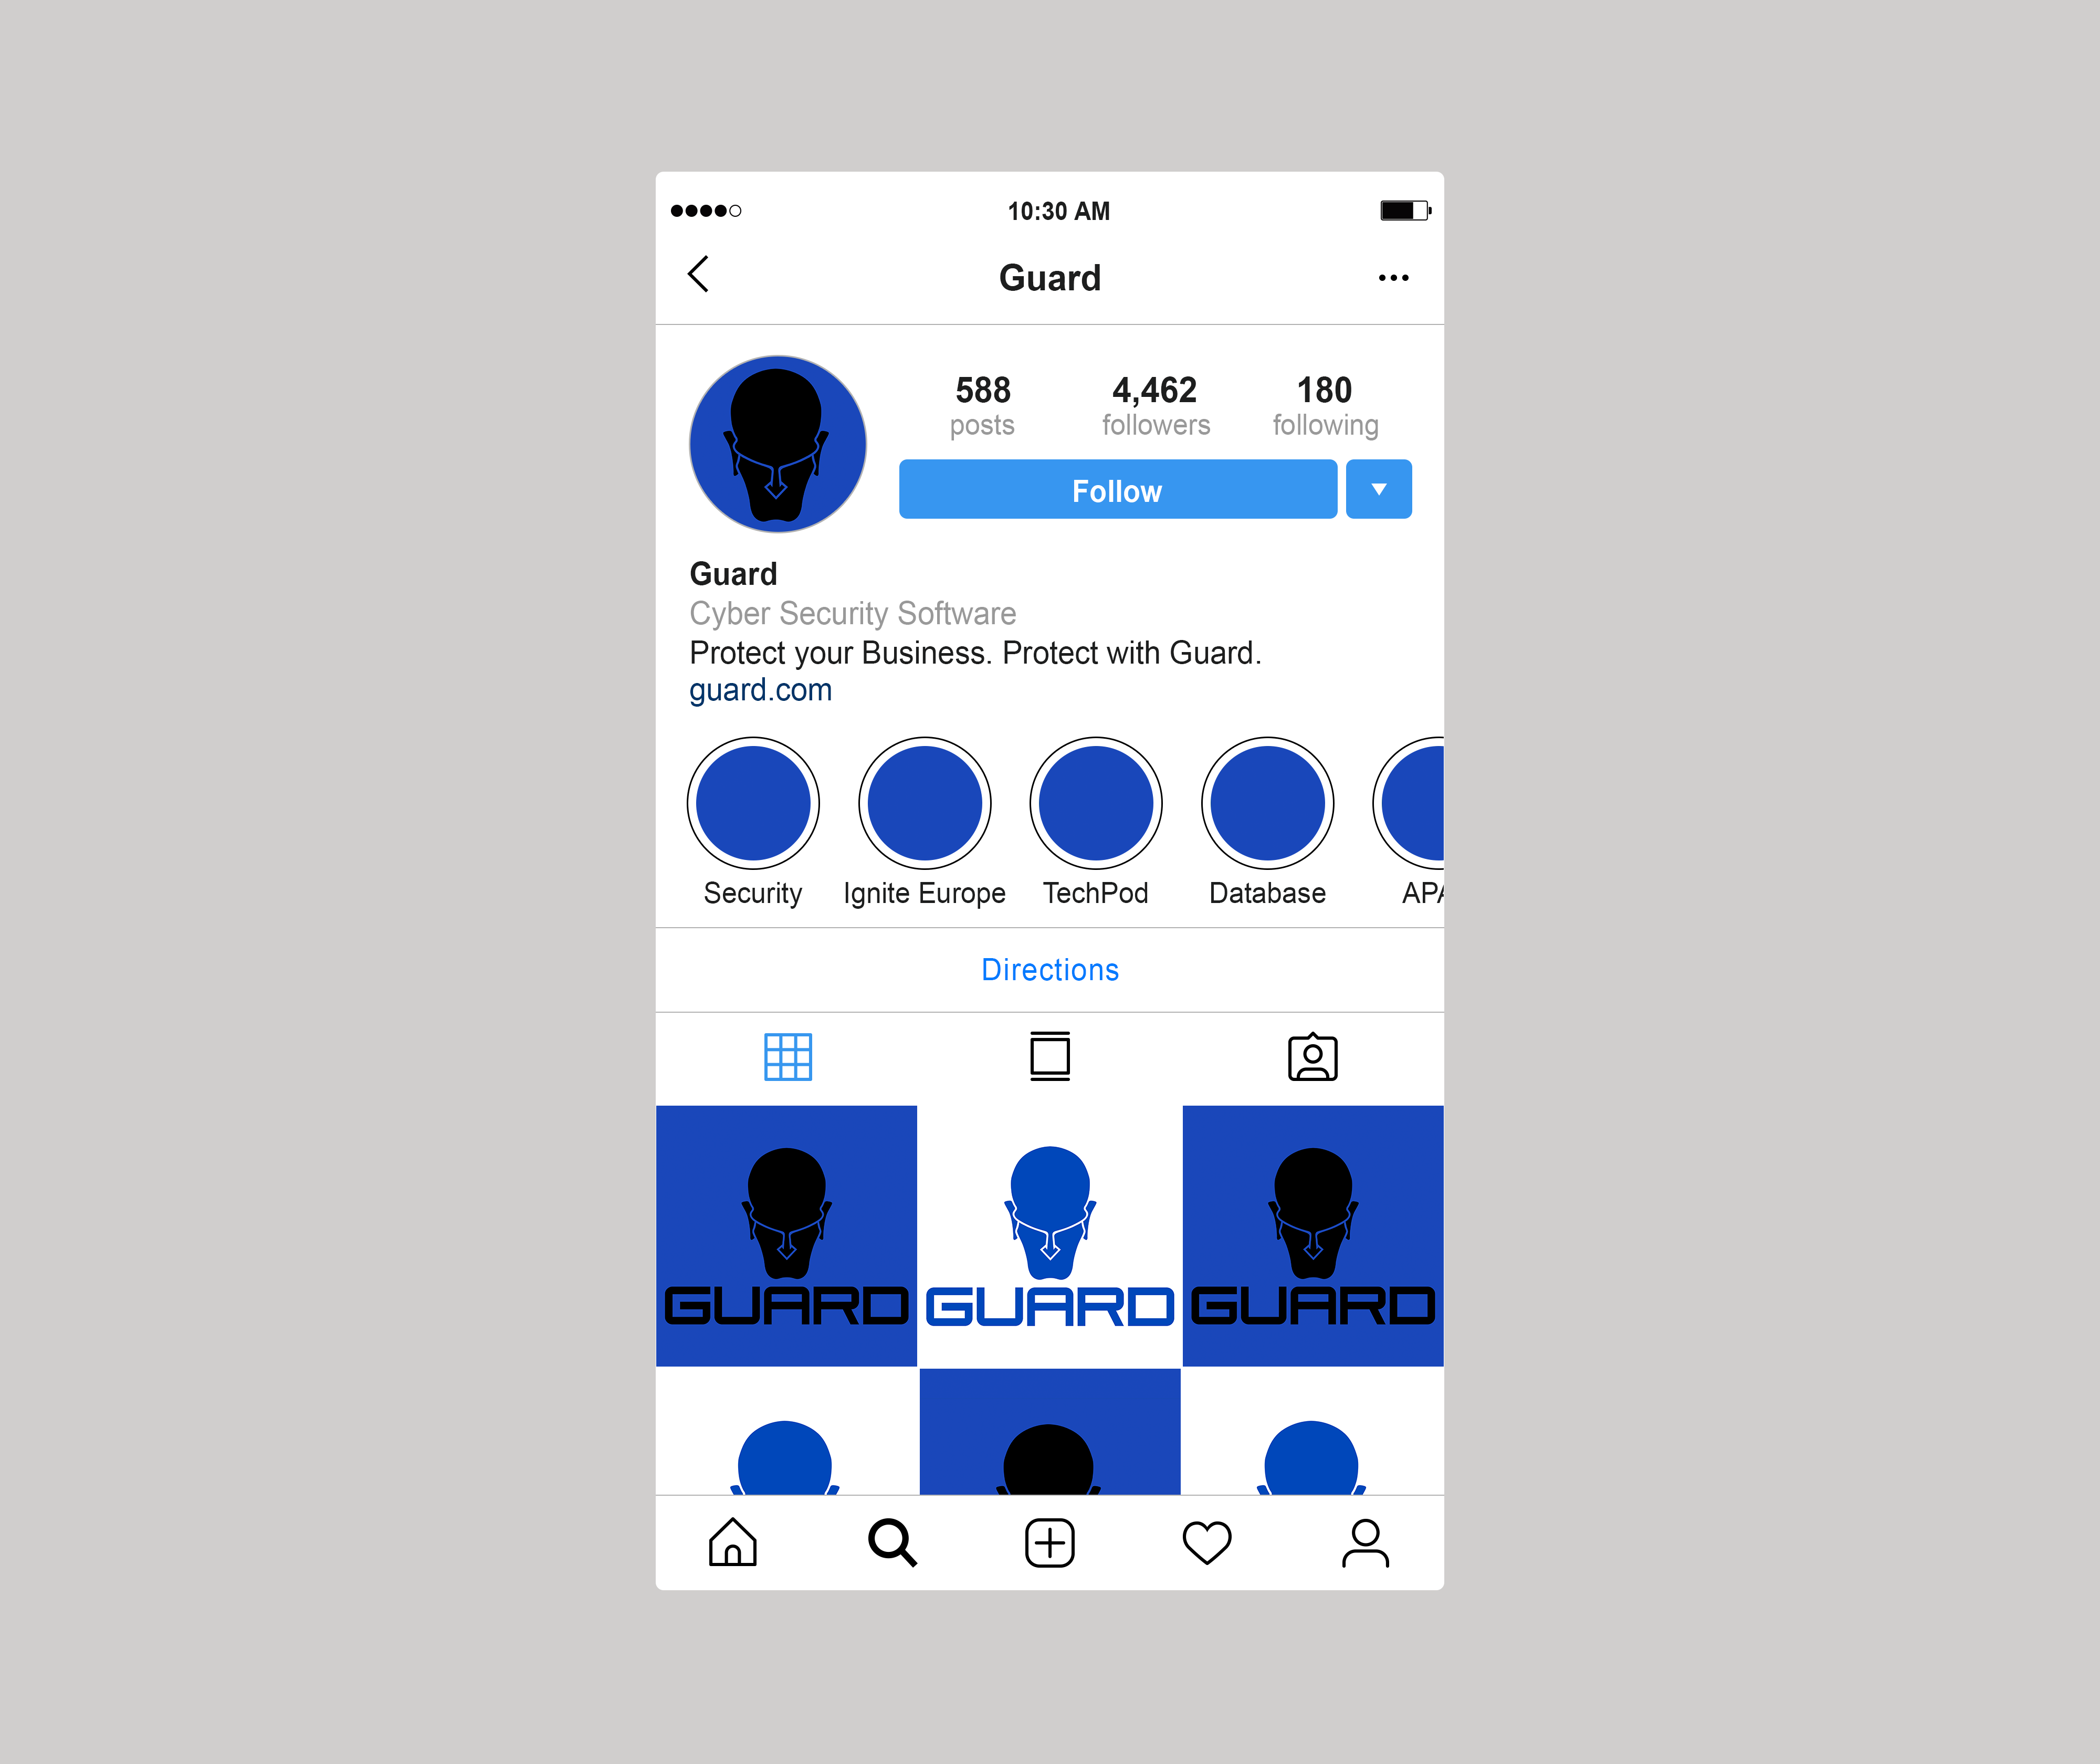 10:30 AM
Guard
588 4,462 180
posts followers following
Follow
Guard
Cyber Security Software
Protect your Business. Protect with Guard.
guard.com
Security Ignite Europe TechPod Database
Directions
GUARD GUARD GUARD